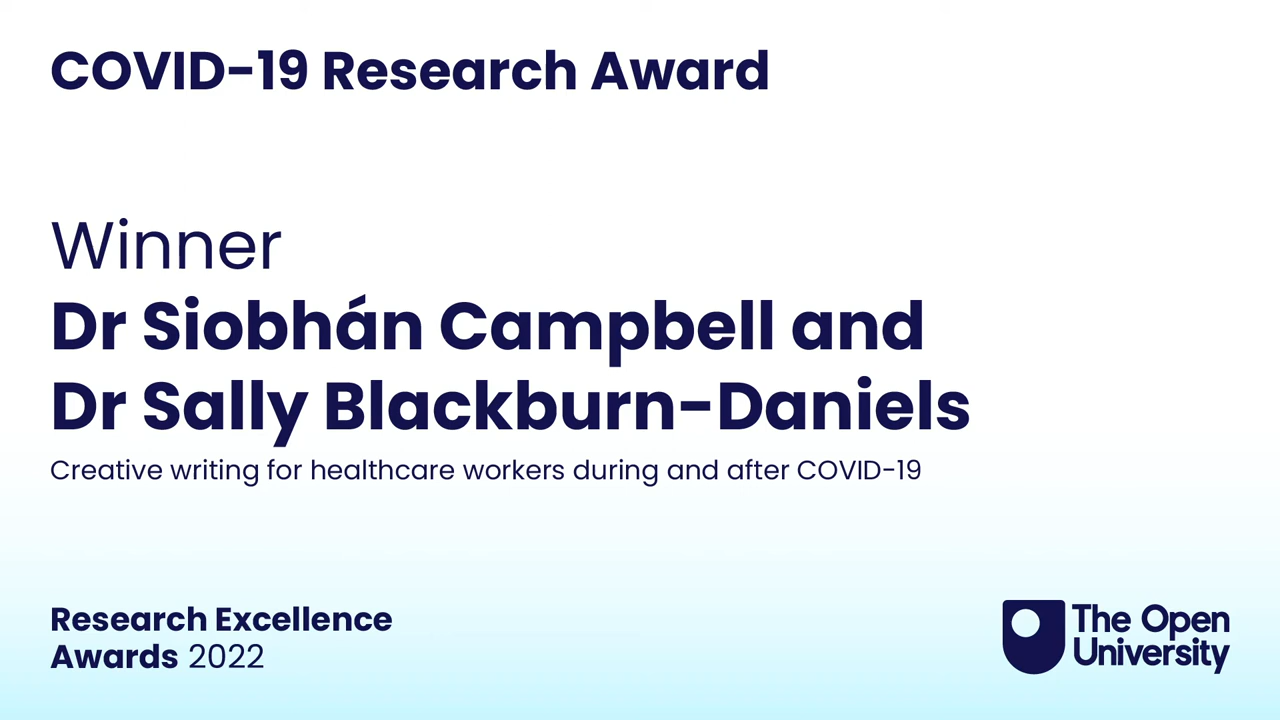 COVID-19 Research Award
Winner
Dr Siobhán Campbell and
Dr Sally Blackburn-Daniels
Creative writing for healthcare workers during and after COVID-19
Research Excellence
Awards 2022
The Open
University